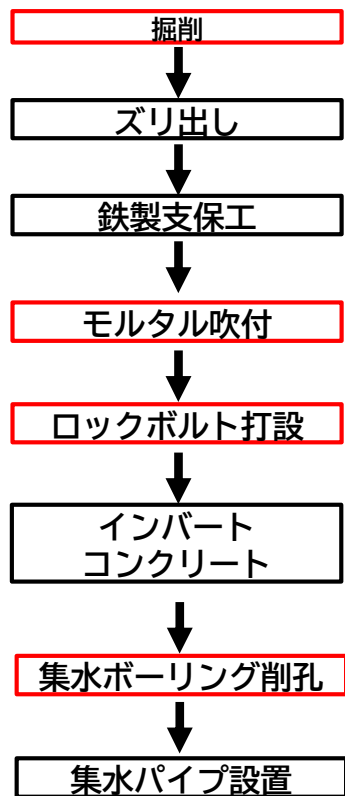 掘削
ズリ出し
鉄製支保工
モルタル吹付
ロックボルト打設
インバート
コンクリート
集水ボーリング削孔
集水パイプ設置